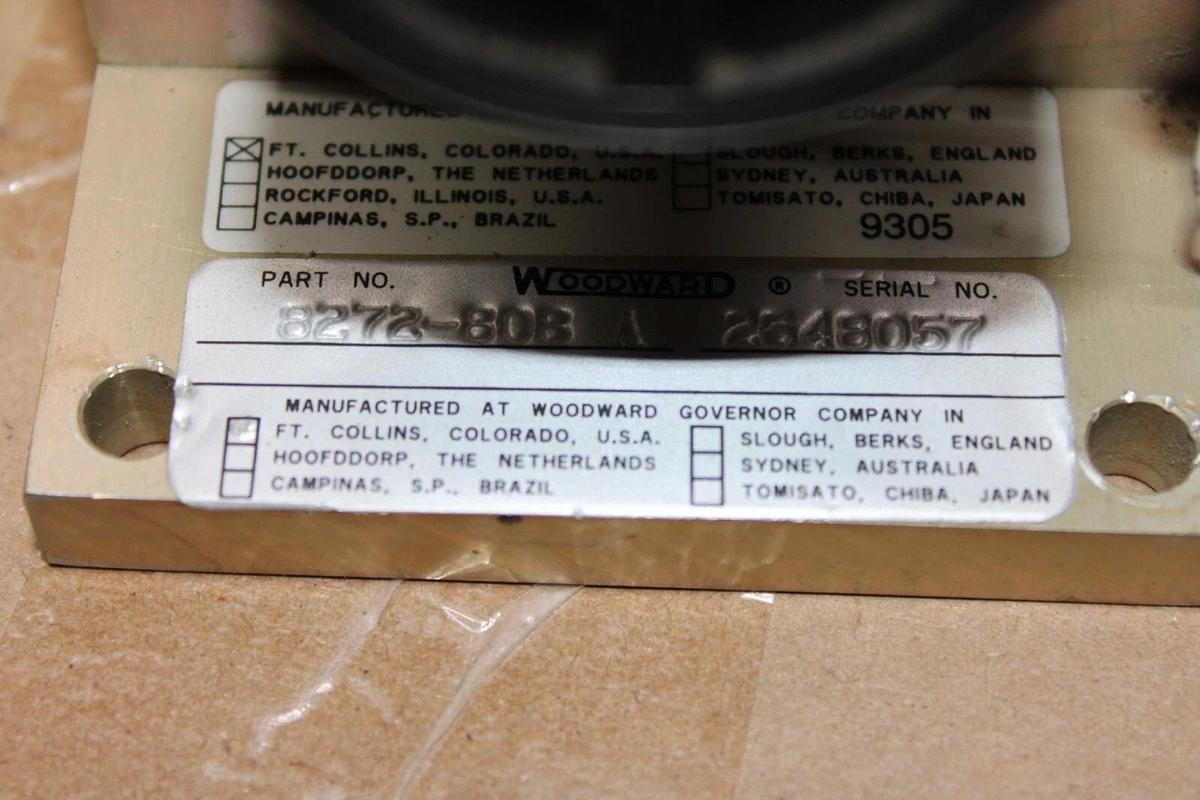 MANUFACTURED COMPANY IN
FT. COLLINS, COLORADO, U.S.A. SLOUGH, BERKS, ENGLAND
HOOFDDORP, THE NETHERLANDS SYDNEY, AUSTRALIA
ROCKFORD, ILLINOIS, U.S.A. TOMISATO, CHIBA, JAPAN
CAMPINAS, S.P., BRAZIL 9305
PART NO. WOODWARD ® SERIAL NO.
8272-808 A 2648057
MANUFACTURED AT WOODWARD GOVERNOR COMPANY IN
FT. COLLINS, COLORADO, U.S.A. SLOUGH, BERKS, ENGLAND
HOOFDDORP, THE NETHERLANDS SYDNEY, AUSTRALIA
CAMPINAS, S.P., BRAZIL TOMISATO, CHIBA, JAPAN